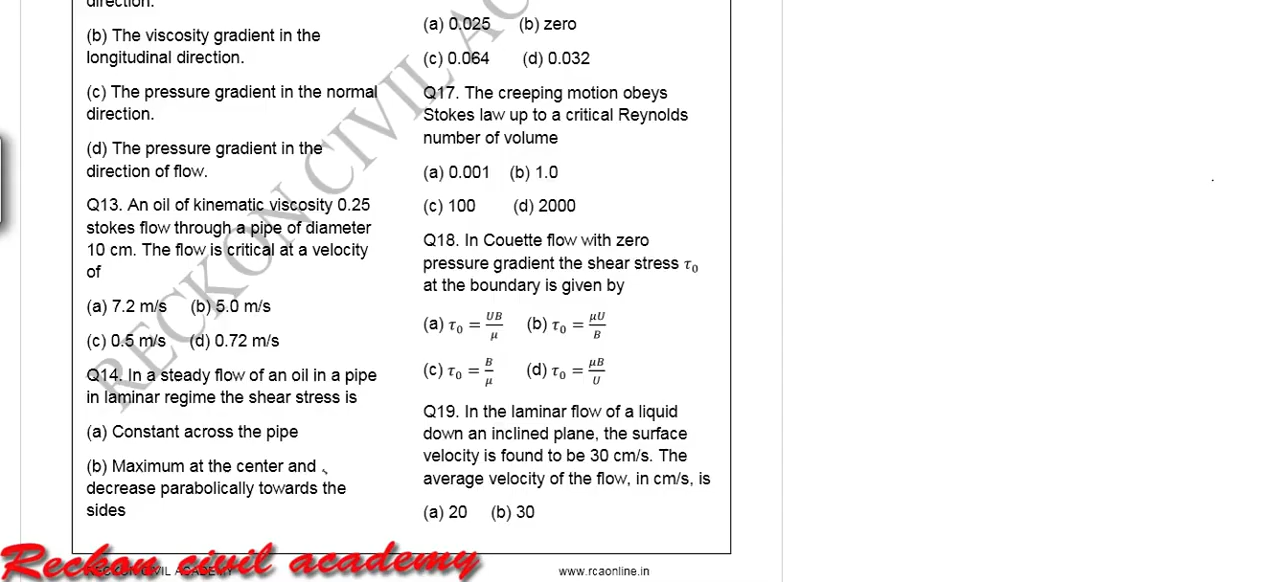 direction.
(b) The viscosity gradient in the
longitudinal direction.
(c) The pressure gradient in the normal
direction.
(d) The pressure gradient in the
direction of flow.
Q13. An oil of kinematic viscosity 0.25
stokes flow through a pipe of diameter
10 cm. The flow is critical at a velocity
of
(a) 7.2 m/s (b) 5.0 m/s
(c) 0.5 m/s (d) 0.72 m/s
Q14. In a steady flow of an oil in a pipe
in laminar regime the shear stress is
(a) Constant across the pipe
(b) Maximum at the center and
decrease parabolically towards the
sides
(a) 0.025 (b) zero
(c) 0.064 (d) 0.032
Q17. The creeping motion obeys
Stokes law up to a critical Reynolds
number of volume
(a) 0.001 (b) 1.0
(c) 100 (d) 2000
Q18. In Couette flow with zero
pressure gradient the shear stress τ₀
at the boundary is given by
(a) τ₀ = UB/μ (b) τ₀ = μU/B
(c) τ₀ = B/μ (d) τ₀ = μB/U
Q19. In the laminar flow of a liquid
down an inclined plane, the surface
velocity is found to be 30 cm/s. The
average velocity of the flow, in cm/s, is
(a) 20 (b) 30
RECKON CIVIL AC
Reckon civil academy
RECKON CIVIL ACADEMY
www.rcaonline.in